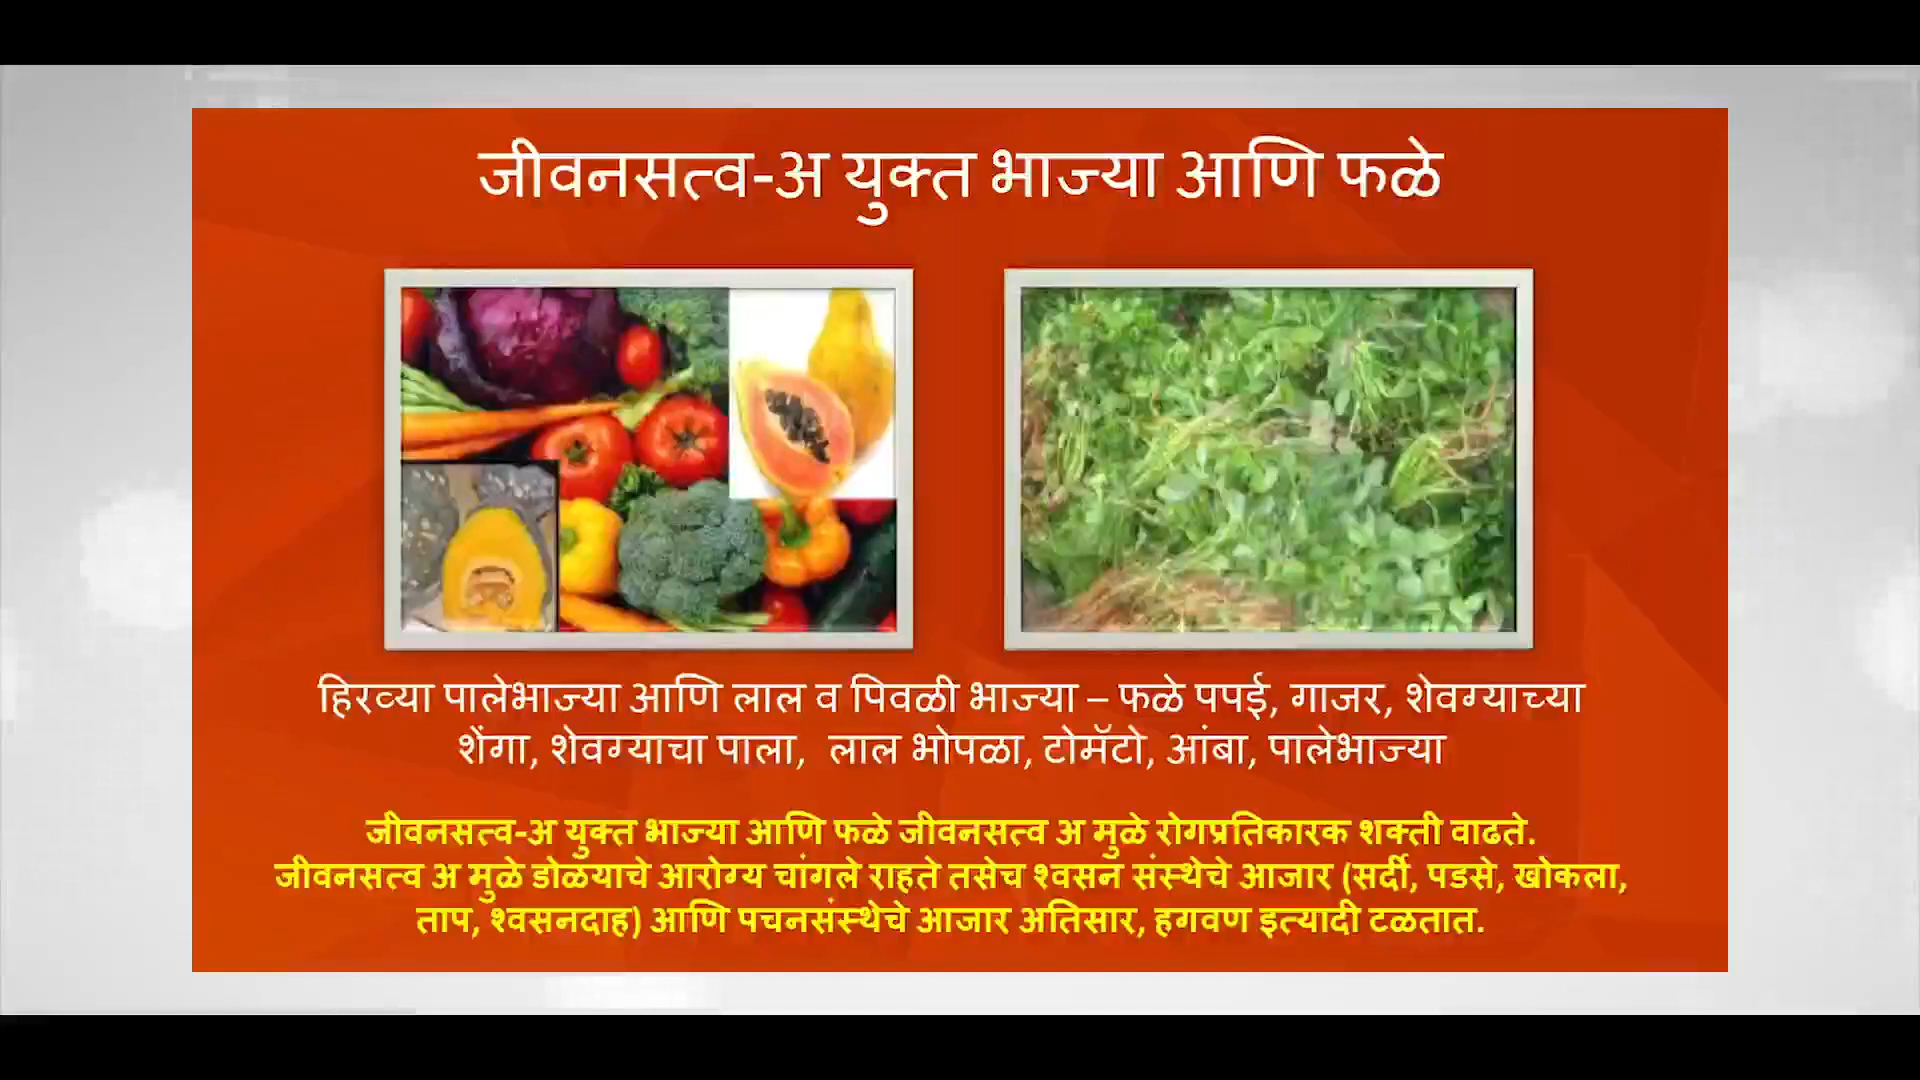 जीवनसत्व-अ युक्त भाज्या आणि फळे
हिरव्या पालेभाज्या आणि लाल व पिवळी भाज्या – फळे पपई, गाजर, शेवग्याच्या
शेंगा, शेवग्याचा पाला, लाल भोपळा, टोमॅटो, आंबा, पालेभाज्या
जीवनसत्व-अ युक्त भाज्या आणि फळे जीवनसत्व अ मुळे रोगप्रतिकारक शक्ती वाढते.
जीवनसत्व अ मुळे डोळयाचे आरोग्य चांगले राहते तसेच श्वसन संस्थेचे आजार (सर्दी, पडसे, खोकला,
ताप, श्वसनदाह) आणि पचनसंस्थेचे आजार अतिसार, हगवण इत्यादी टळतात.